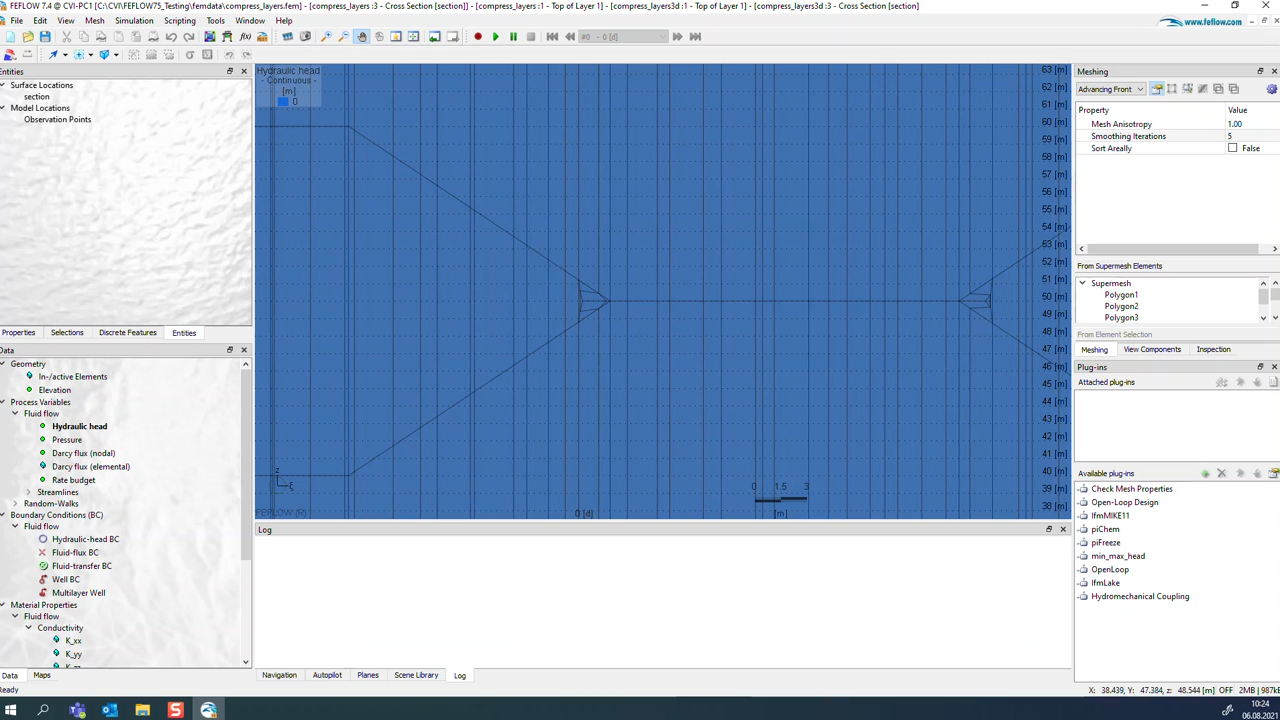 FEFLOW 7.4 @ CVI-PC1 [C:\CVI\FEFLOW75_Testing\femdata\compress_layers.fem] - [compress_layers :3 - Cross Section [section]] - [compress_layers :1 - Top of Layer 1] - [compress_layers3d :1 - Top of Layer 1] - [compress_layers3d :3 - Cross Section [section]]
File Edit View Mesh Simulation Scripting Tools Window Help
www.feflow.com
#0 - 0 [d]
Entities
Surface Locations
section
Model Locations
Observation Points
Properties Selections Discrete Features Entities
Data
Geometry
In-/active Elements
Elevation
Process Variables
Fluid flow
Hydraulic head
Pressure
Darcy flux (nodal)
Darcy flux (elemental)
Rate budget
Streamlines
Random-Walks
Boundary Conditions (BC)
Fluid flow
Hydraulic-head BC
Fluid-flux BC
Fluid-transfer BC
Well BC
Multilayer Well
Material Properties
Fluid flow
Conductivity
K_xx
K_yy
K_zz
Data Maps
Ready
Hydraulic head
- Continuous -
[m]
0
63 [m]
62 [m]
61 [m]
60 [m]
59 [m]
58 [m]
57 [m]
56 [m]
55 [m]
54 [m]
53 [m]
52 [m]
51 [m]
50 [m]
49 [m]
48 [m]
47 [m]
46 [m]
45 [m]
44 [m]
43 [m]
42 [m]
41 [m]
40 [m]
39 [m]
38 [m]
z
ξ
0 1.5 3
FEFLOW (R)
0 [d]
[m]
Log
Navigation Autopilot Planes Scene Library Log
Meshing
Advancing Front
Property Value
Mesh Anisotropy 1.00
Smoothing Iterations 5
Sort Areally False
From Supermesh Elements
Supermesh
Polygon1
Polygon2
Polygon3
From Element Selection
Meshing View Components Inspection
Plug-ins
Attached plug-ins
Available plug-ins
Check Mesh Properties
Open-Loop Design
IfmMIKE11
piChem
piFreeze
min_max_head
OpenLoop
IfmLake
Hydromechanical Coupling
X: 38.439, Y: 47.384, z: 48.544 [m] OFF 2MB | 987kB
10:24
06.08.2021